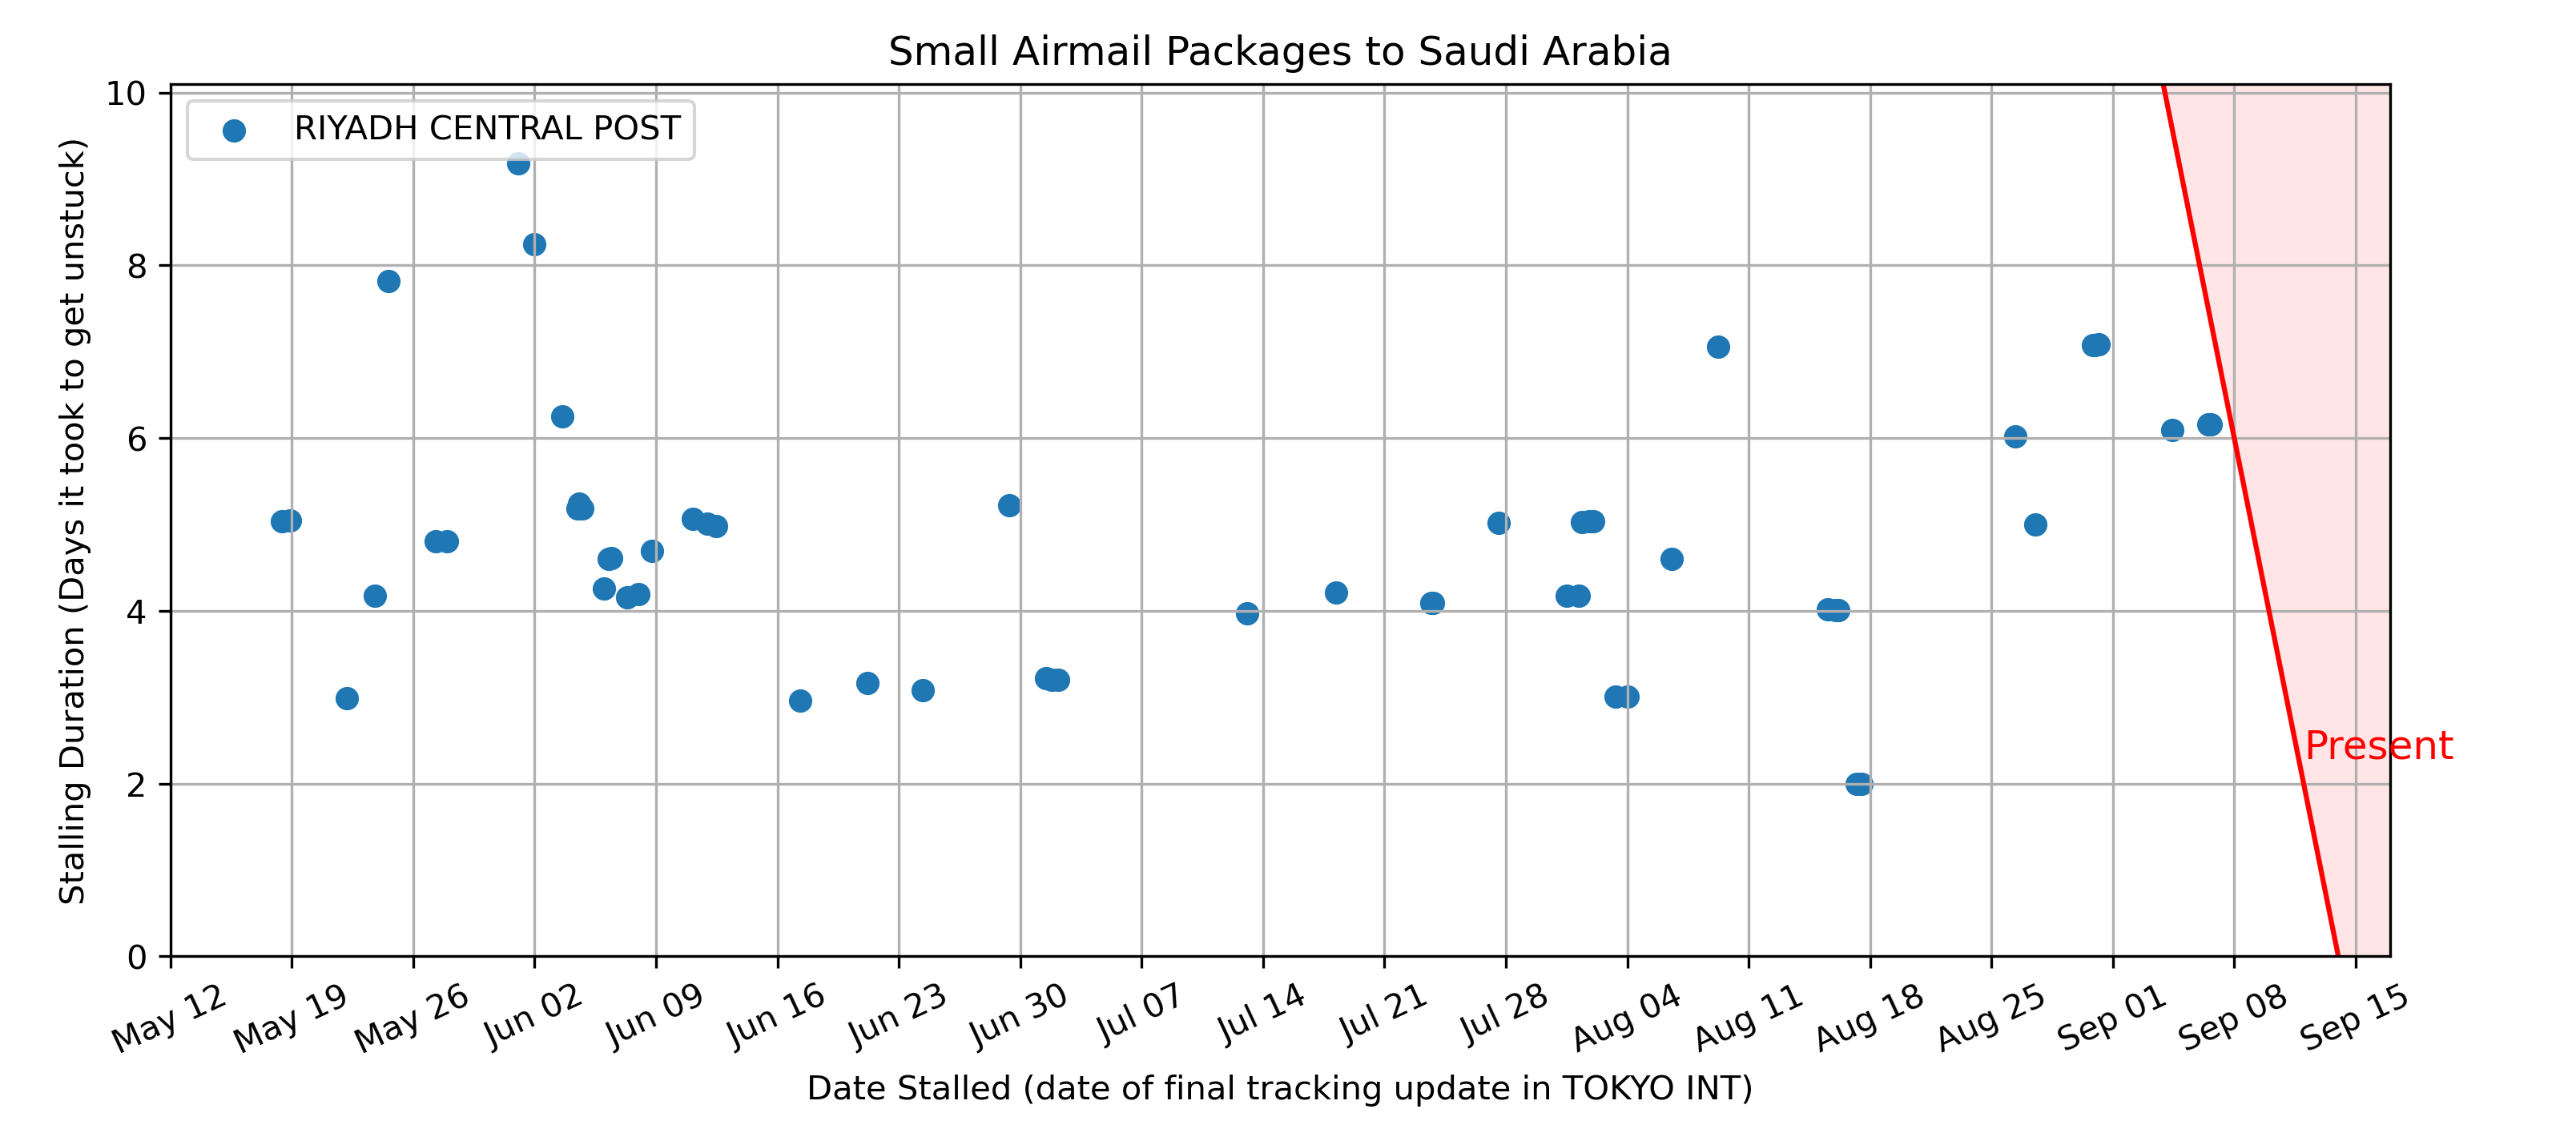 Small Airmail Packages to Saudi Arabia
RIYADH CENTRAL POST
Stalling Duration (Days it took to get unstuck)
10
8
6
4
2
0
Present
May 12
May 19
May 26
Jun 02
Jun 09
Jun 16
Jun 23
Jun 30
Jul 07
Jul 14
Jul 21
Jul 28
Aug 04
Aug 11
Aug 18
Aug 25
Sep 01
Sep 08
Sep 15
Date Stalled (date of final tracking update in TOKYO INT)